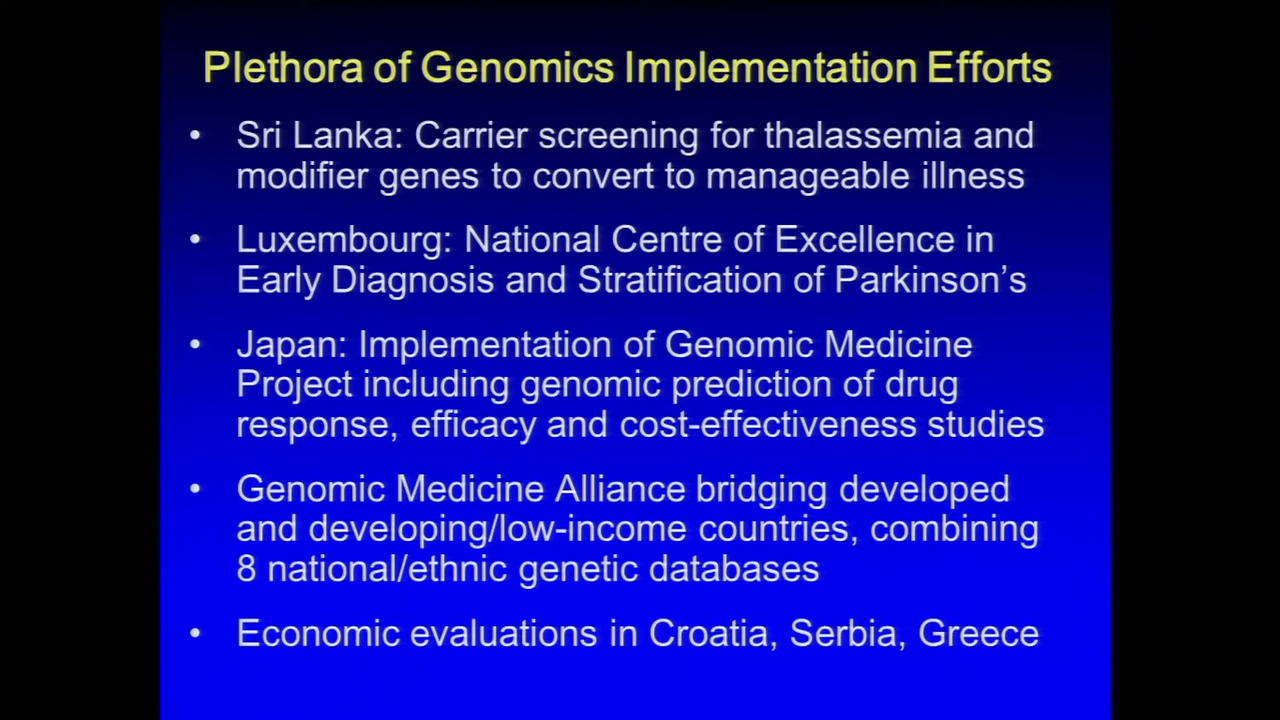 Plethora of Genomics Implementation Efforts
• Sri Lanka: Carrier screening for thalassemia and
modifier genes to convert to manageable illness
• Luxembourg: National Centre of Excellence in
Early Diagnosis and Stratification of Parkinson’s
• Japan: Implementation of Genomic Medicine
Project including genomic prediction of drug
response, efficacy and cost-effectiveness studies
• Genomic Medicine Alliance bridging developed
and developing/low-income countries, combining
8 national/ethnic genetic databases
• Economic evaluations in Croatia, Serbia, Greece